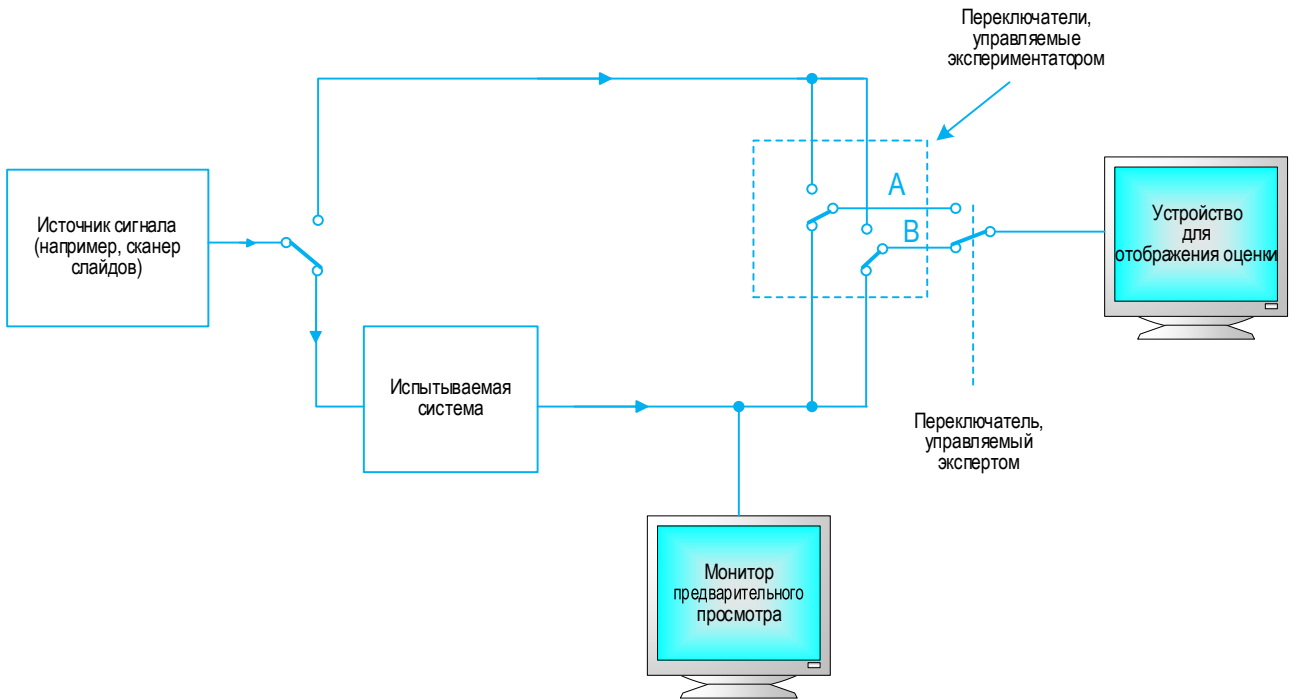 Переключатели,
управляемые
экспериментатором
Источник сигнала
(например, сканер
слайдов)
A
B
Устройство
для
отображения оценки
Испытываемая
система
Переключатель,
управляемый
экспертом
Монитор
предварительного
просмотра